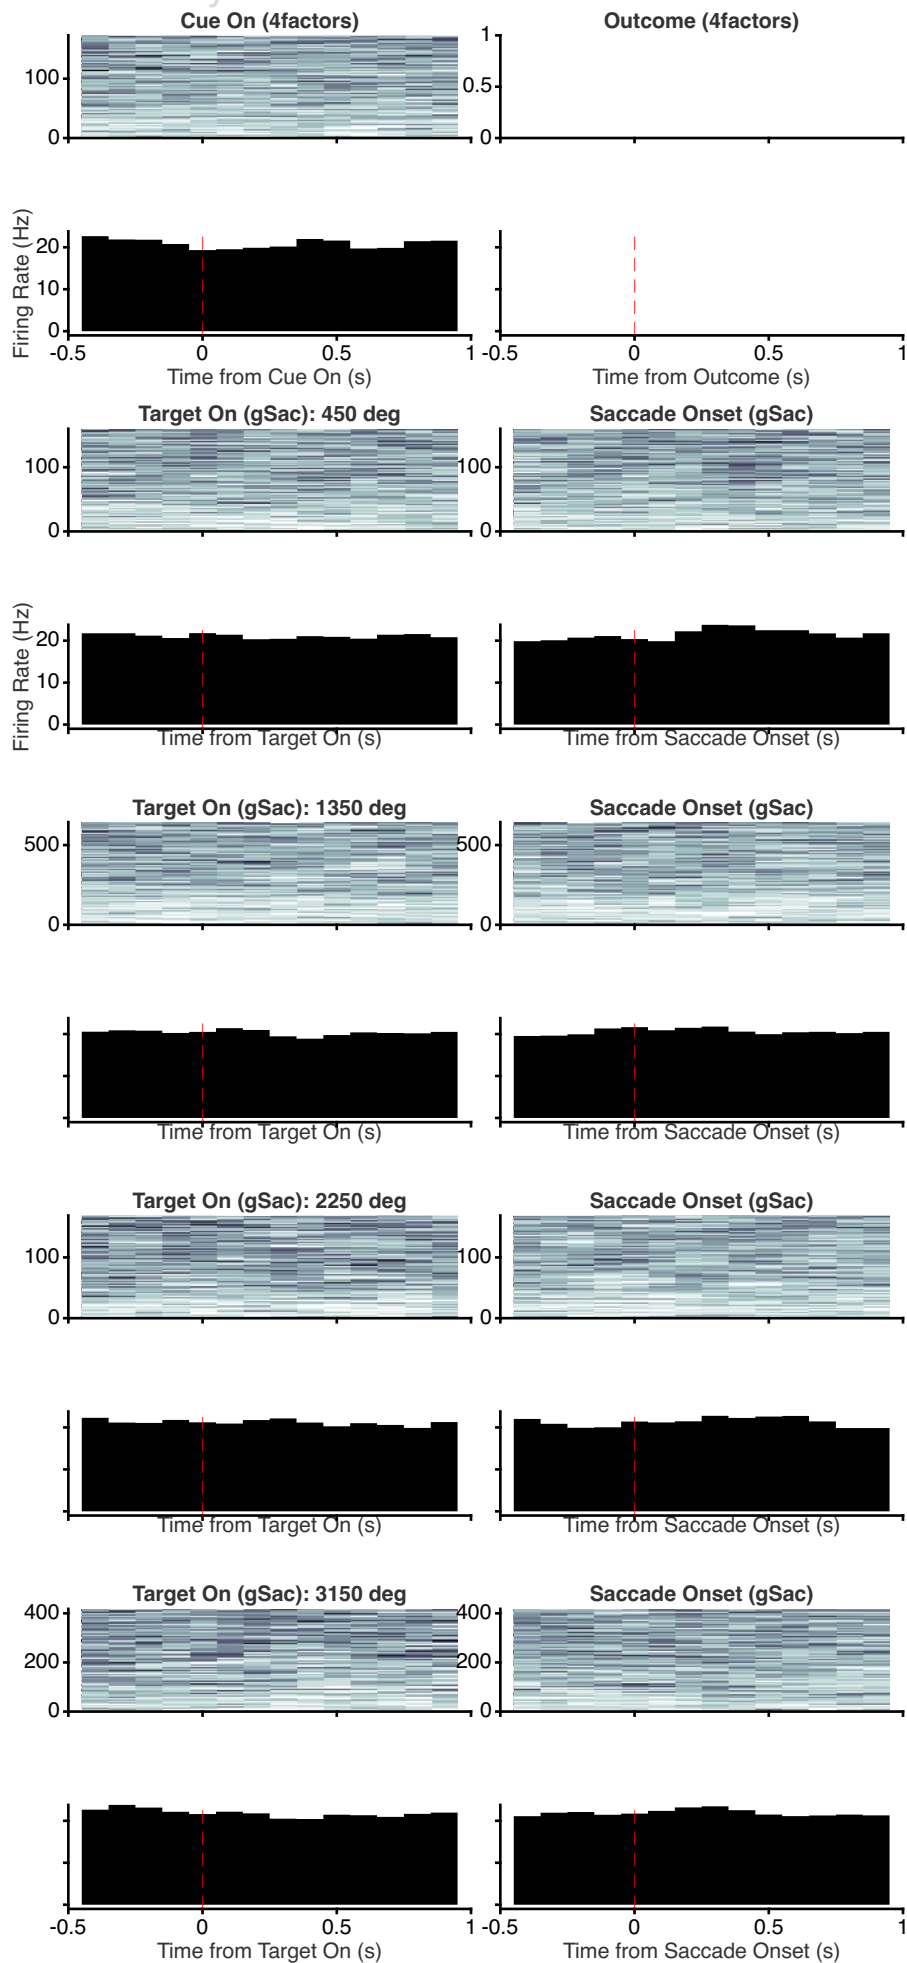 Cue On (4factors) Outcome (4factors)
1
100 0.5
0 0
Firing Rate (Hz)
20
10
0
-0.5 0 0.5 1 -0.5 0 0.5 1
Time from Cue On (s) Time from Outcome (s)
Target On (gSac): 450 deg Saccade Onset (gSac)
100 100
0 0
Firing Rate (Hz)
20
10
0
Time from Target On (s) Time from Saccade Onset (s)
Target On (gSac): 1350 deg Saccade Onset (gSac)
500 500
0 0
Time from Target On (s) Time from Saccade Onset (s)
Target On (gSac): 2250 deg Saccade Onset (gSac)
100 100
0 0
Time from Target On (s) Time from Saccade Onset (s)
Target On (gSac): 3150 deg Saccade Onset (gSac)
400 400
200 200
0 0
-0.5 0 0.5 1 -0.5 0 0.5 1
Time from Target On (s) Time from Saccade Onset (s)